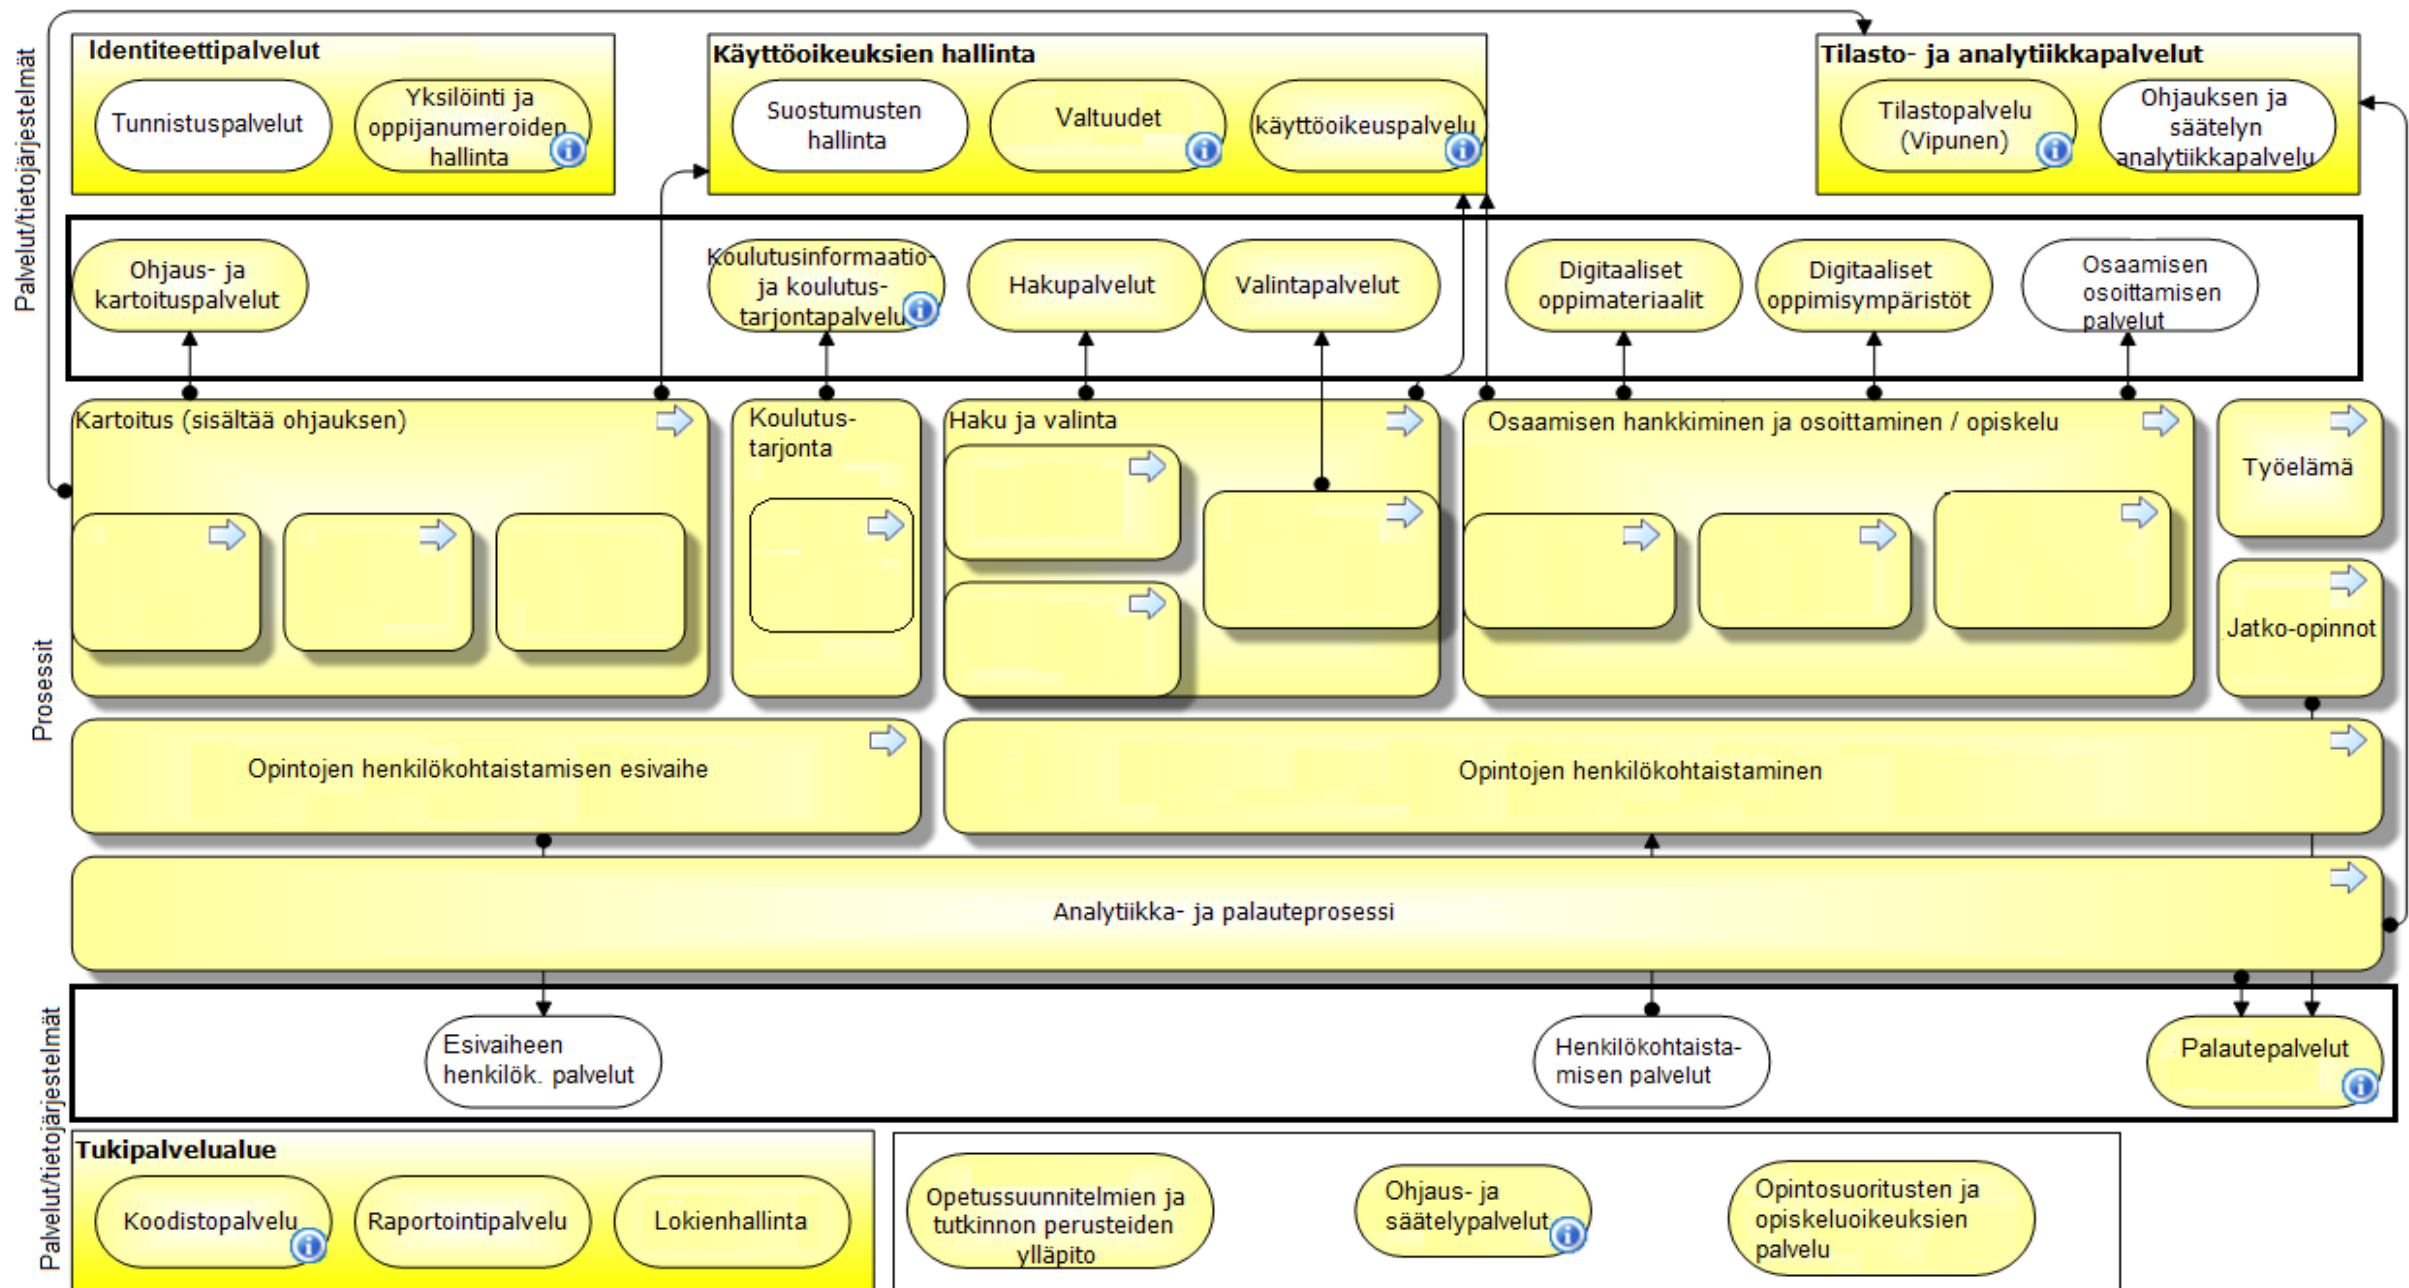 Palvelut/tietojärjestelmät
Identiteettipalvelut
Tunnistuspalvelut
Yksilöinti ja
oppijanumeroiden
hallinta
Käyttöoikeuksien hallinta
Suostumusten
hallinta
Valtuudet
käyttöoikeuspalvelu
Tilasto- ja analytiikkapalvelut
Tilastopalvelu
(Vipunen)
Ohjauksen ja
säätelyn
analytiikkapalvelu
Ohjaus- ja
kartoituspalvelut
Koulutusinformaatio-
ja koulutus-
tarjontapalvelu
Hakupalvelut
Valintapalvelut
Digitaaliset
oppimateriaalit
Digitaaliset
oppimisympäristöt
Osaamisen
osoittamisen
palvelut
Prosessit
Kartoitus (sisältää ohjauksen)
Koulutus-
tarjonta
Haku ja valinta
Osaamisen hankkiminen ja osoittaminen / opiskelu
Työelämä
Jatko-opinnot
Opintojen henkilökohtaistamisen esivaihe
Opintojen henkilökohtaistaminen
Analytiikka- ja palauteprosessi
Palvelut/tietojärjestelmät
Esivaiheen
henkilök. palvelut
Henkilökohtaista-
misen palvelut
Palautepalvelut
Tukipalvelualue
Koodistopalvelu
Raportointipalvelu
Lokienhallinta
Opetussuunnitelmien ja
tutkinnon perusteiden
ylläpito
Ohjaus- ja
säätelypalvelut
Opintosuoritusten ja
opiskeluoikeuksien
palvelu